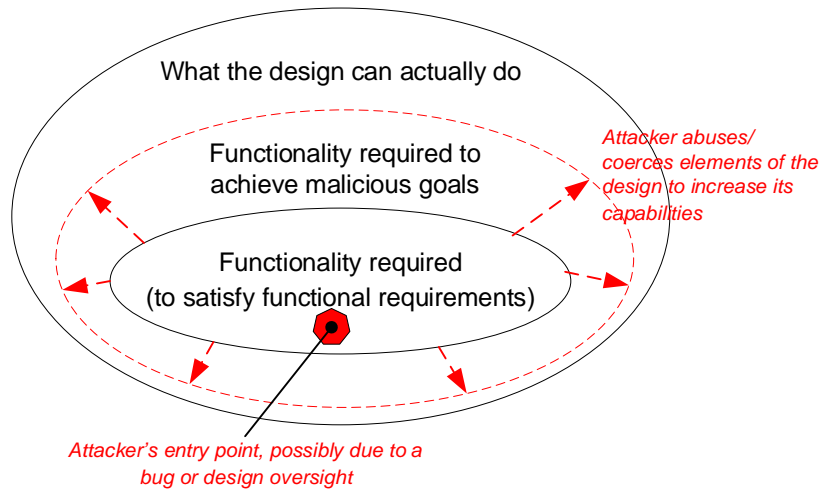 What the design can actually do
Attacker abuses/
coerces elements of the
design to increase its
capabilities
Functionality required to
achieve malicious goals
Functionality required
(to satisfy functional requirements)
Attacker's entry point, possibly due to a
bug or design oversight